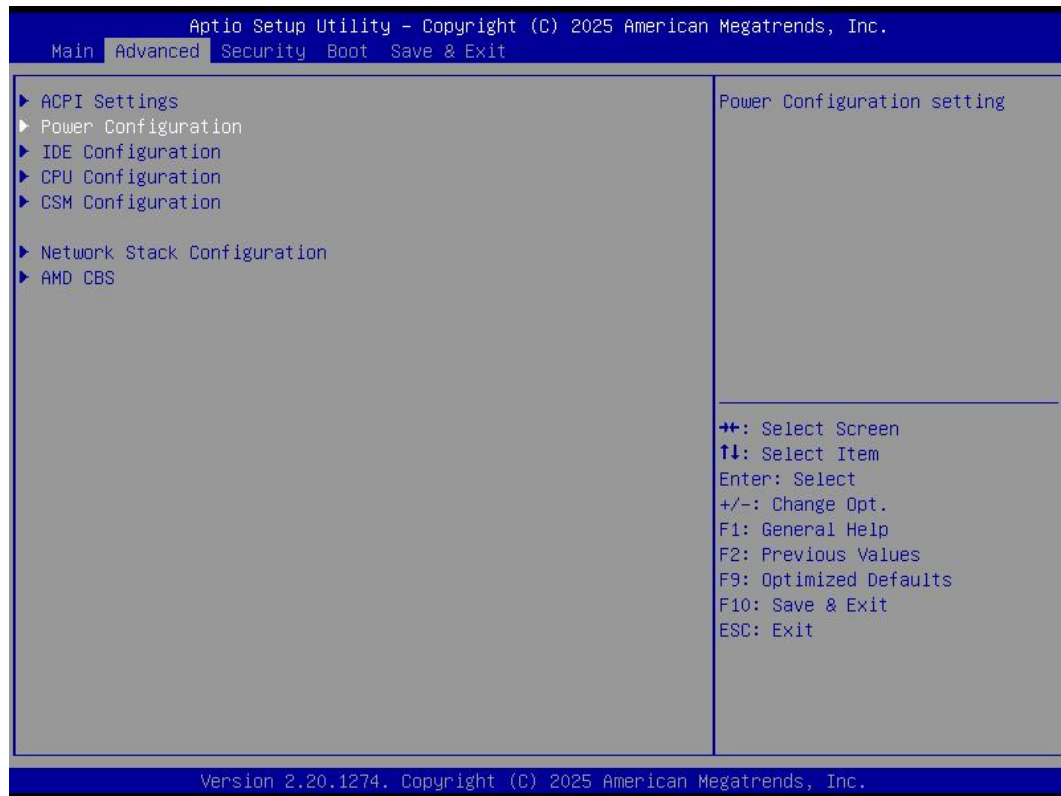 Aptio Setup Utility – Copyright (C) 2025 American Megatrends, Inc.
Main Advanced Security Boot Save & Exit
ACPI Settings
Power Configuration
IDE Configuration
CPU Configuration
CSM Configuration
Network Stack Configuration
AMD CBS
Power Configuration setting
→←: Select Screen
↑↓: Select Item
Enter: Select
+/-: Change Opt.
F1: General Help
F2: Previous Values
F9: Optimized Defaults
F10: Save & Exit
ESC: Exit
Version 2.20.1274. Copyright (C) 2025 American Megatrends, Inc.